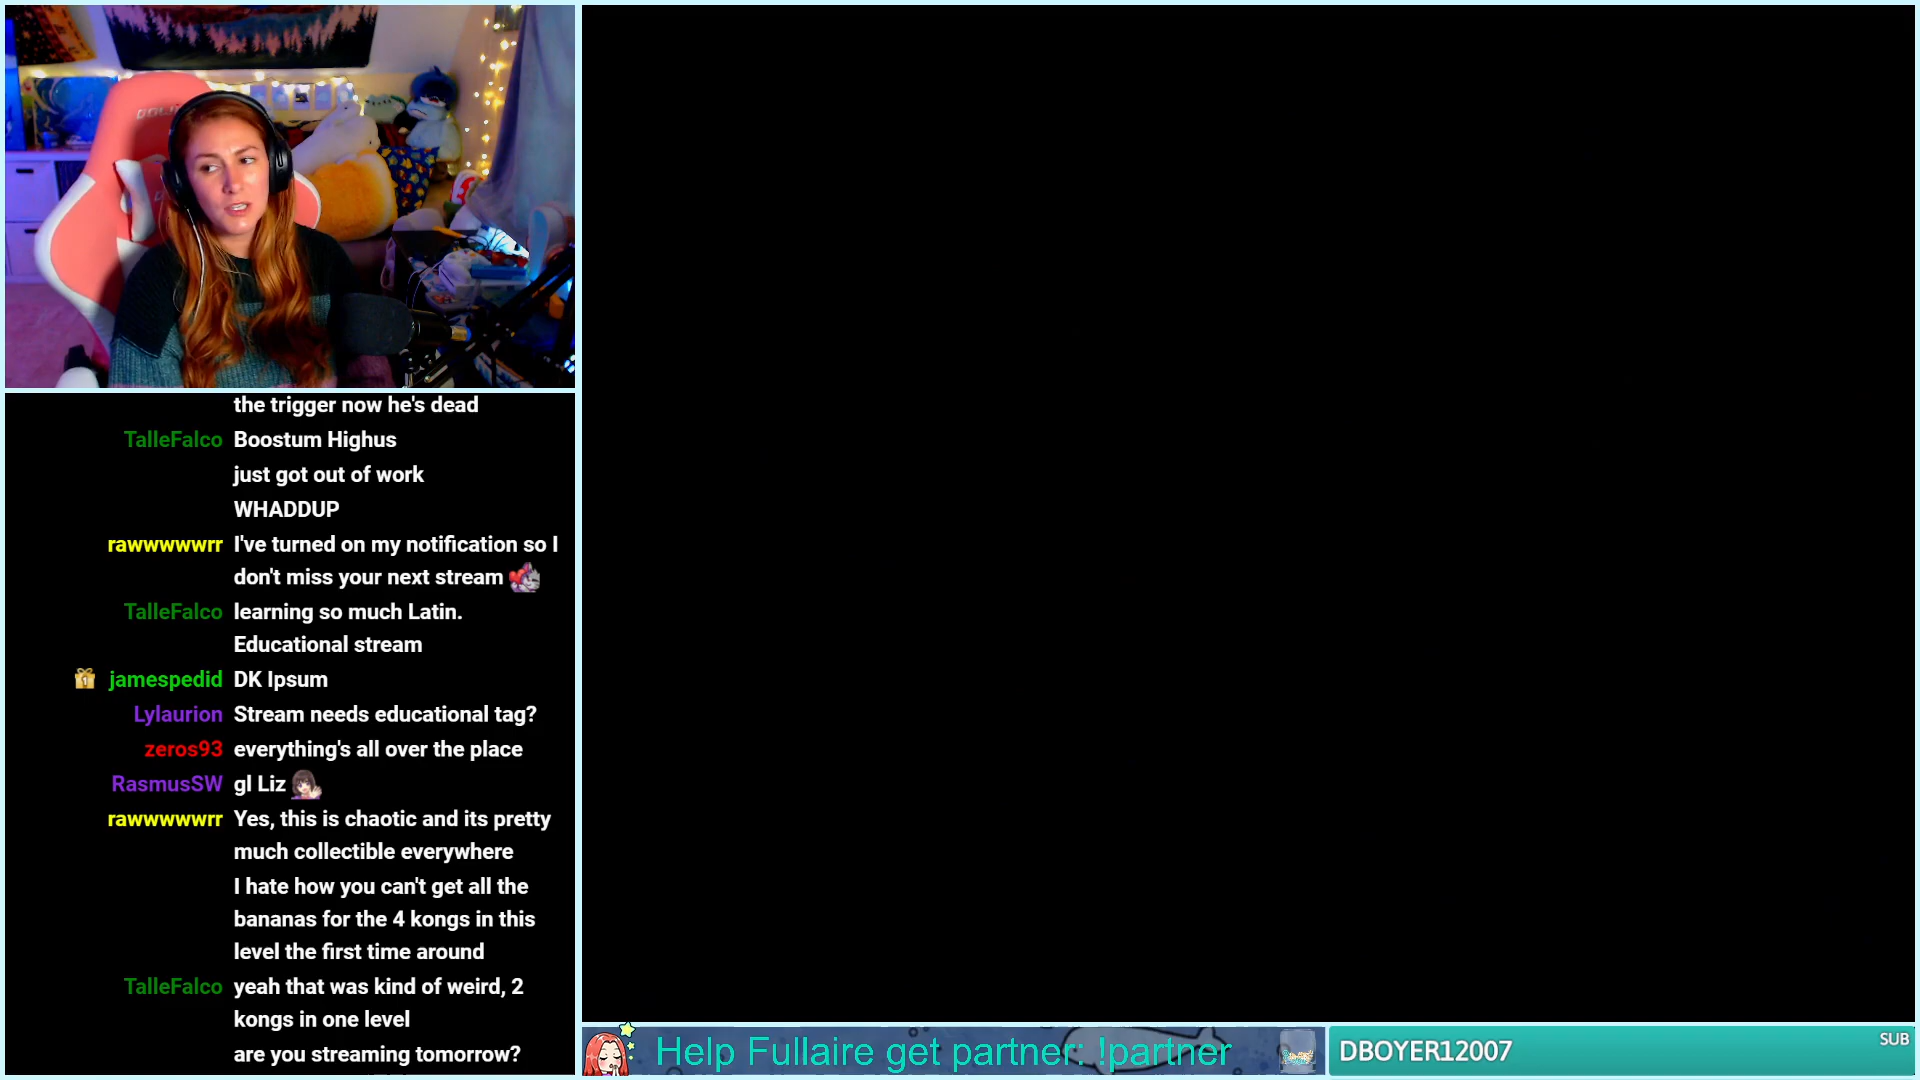 the trigger now he's dead
TalleFalco Boostum Highus
just got out of work
WHADDUP
rawwwwwrr I've turned on my notification so I
don't miss your next stream
TalleFalco learning so much Latin.
Educational stream
jamespedid DK Ipsum
Lylaurion Stream needs educational tag?
zeros93 everything's all over the place
RasmusSW gl Liz
rawwwwwrr Yes, this is chaotic and its pretty
much collectible everywhere
I hate how you can't get all the
bananas for the 4 kongs in this
level the first time around
TalleFalco yeah that was kind of weird, 2
kongs in one level
are you streaming tomorrow?
Help Fullaire get partner: !partner
DBOYER12007
SUB